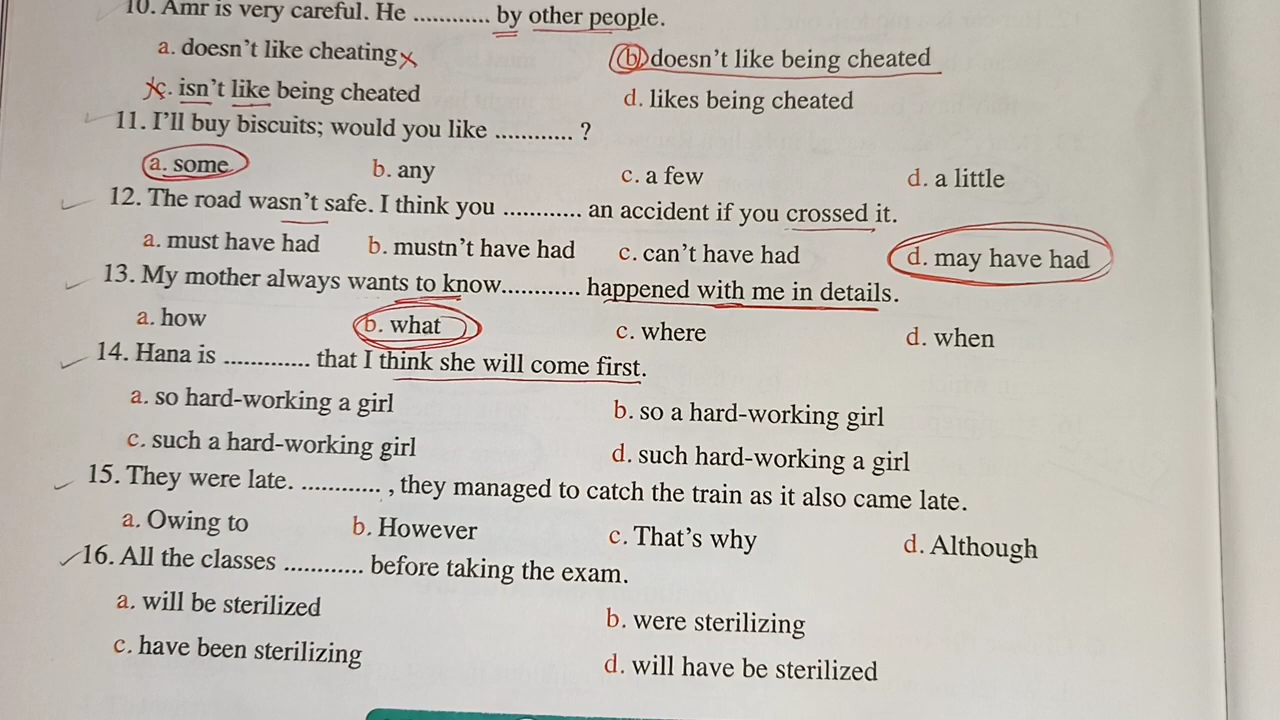 10. Amr is very careful. He ............ by other people.
a. doesn't like cheating b. doesn't like being cheated
c. isn't like being cheated d. likes being cheated
11. I'll buy biscuits; would you like ............ ?
a. some b. any c. a few d. a little
12. The road wasn't safe. I think you ............ an accident if you crossed it.
a. must have had b. mustn't have had c. can't have had d. may have had
13. My mother always wants to know............ happened with me in details.
a. how b. what c. where d. when
14. Hana is ............. that I think she will come first.
a. so hard-working a girl b. so a hard-working girl
c. such a hard-working girl d. such hard-working a girl
15. They were late. ............ , they managed to catch the train as it also came late.
a. Owing to b. However c. That's why d. Although
16. All the classes ............ before taking the exam.
a. will be sterilized b. were sterilizing
c. have been sterilizing d. will have be sterilized